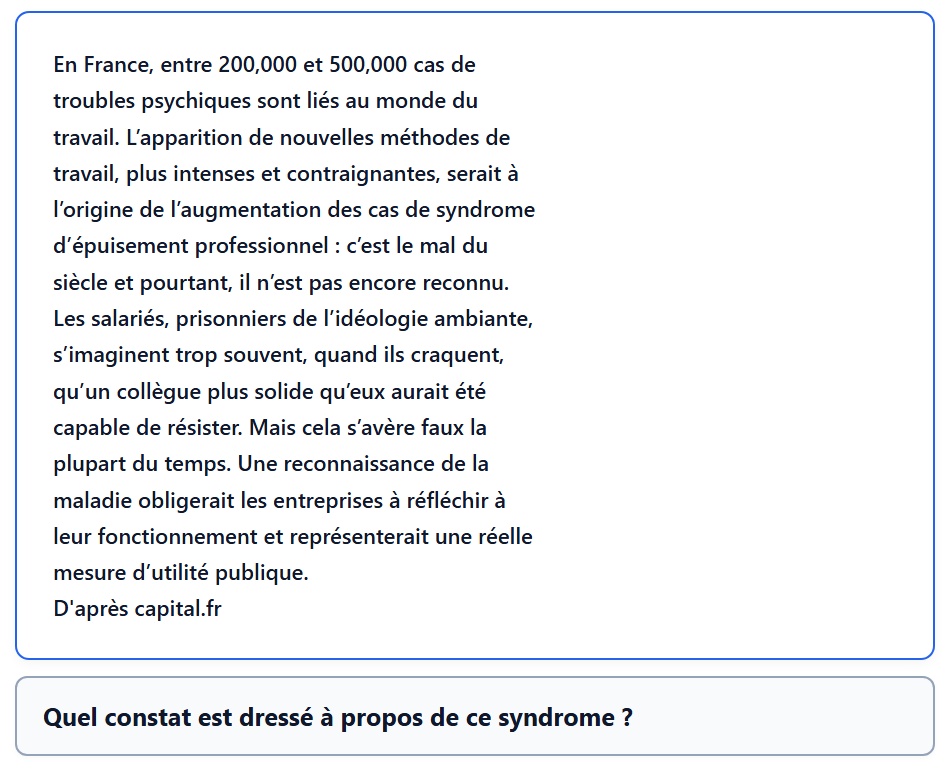 En France, entre 200,000 et 500,000 cas de
troubles psychiques sont liés au monde du
travail. L’apparition de nouvelles méthodes de
travail, plus intenses et contraignantes, serait à
l’origine de l’augmentation des cas de syndrome
d’épuisement professionnel : c’est le mal du
siècle et pourtant, il n’est pas encore reconnu.
Les salariés, prisonniers de l’idéologie ambiante,
s’imaginent trop souvent, quand ils craquent,
qu’un collègue plus solide qu’eux aurait été
capable de résister. Mais cela s’avère faux la
plupart du temps. Une reconnaissance de la
maladie obligerait les entreprises à réfléchir à
leur fonctionnement et représenterait une réelle
mesure d’utilité publique.
D'après capital.fr
Quel constat est dressé à propos de ce syndrome ?